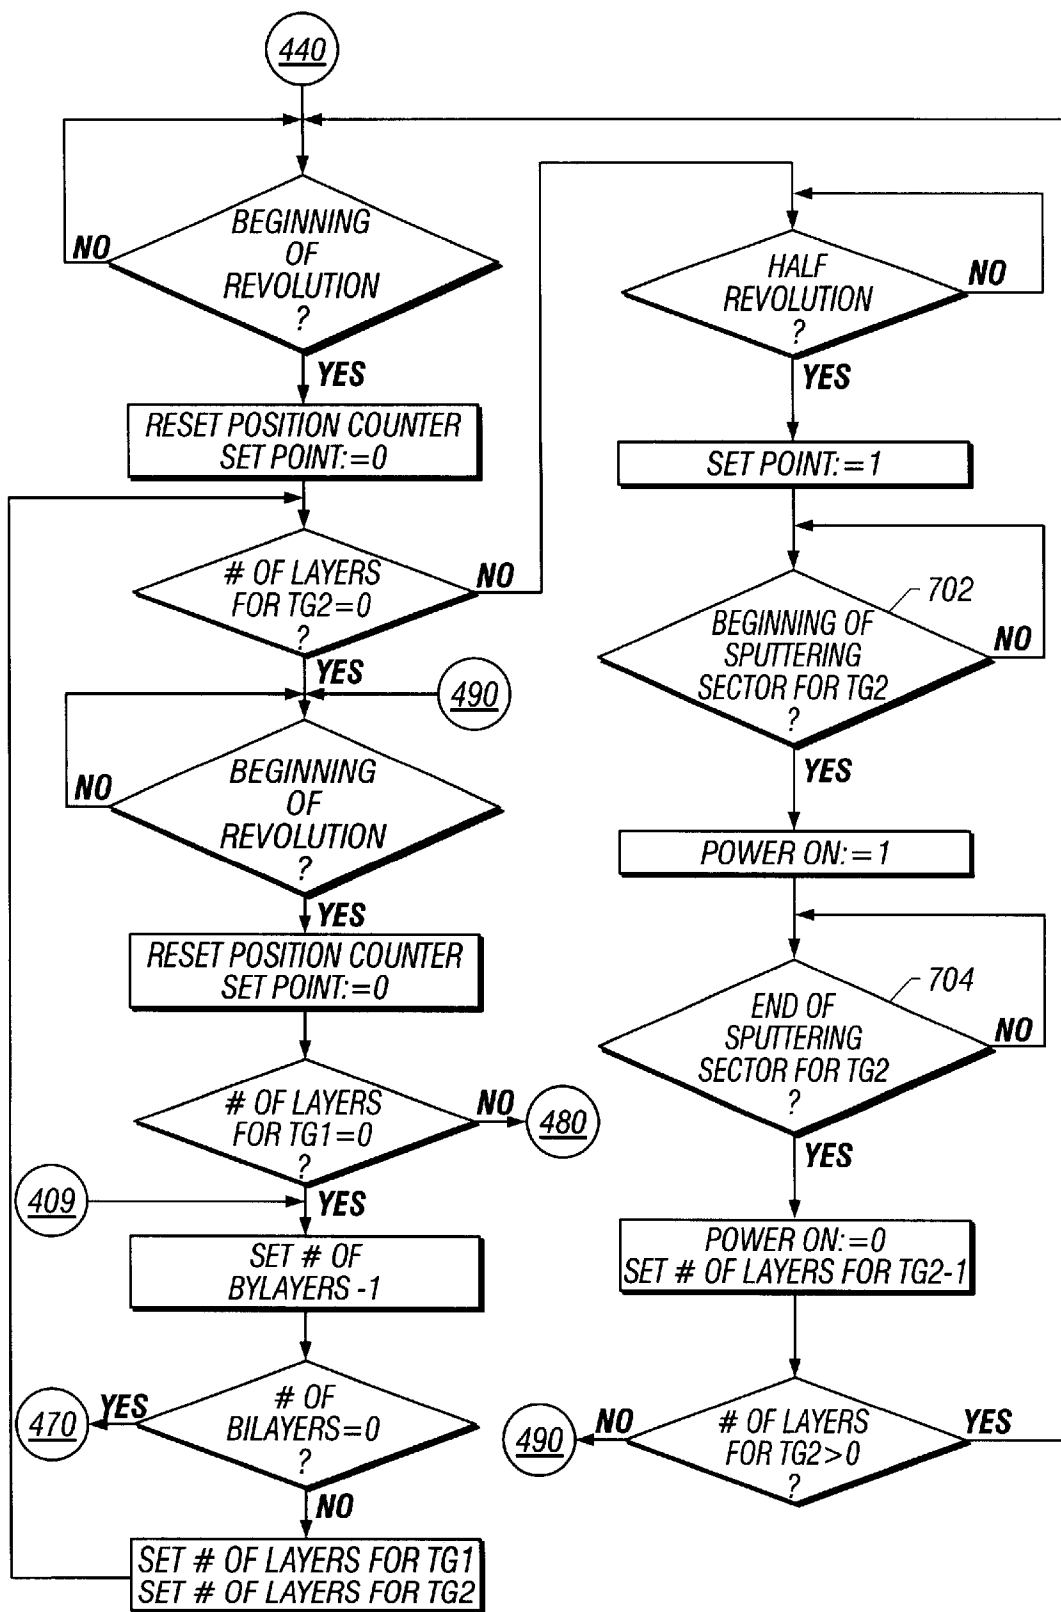 440
BEGINNING
OF
REVOLUTION
?
NO
YES
RESET POSITION COUNTER
SET POINT:=0
# OF LAYERS
FOR TG2=0
?
NO
YES
490
BEGINNING
OF
REVOLUTION
?
NO
YES
RESET POSITION COUNTER
SET POINT:=0
# OF LAYERS
FOR TG1=0
?
NO
480
YES
409
SET # OF
BYLAYERS -1
# OF
BILAYERS=0
?
YES
470
NO
SET # OF LAYERS FOR TG1
SET # OF LAYERS FOR TG2
HALF
REVOLUTION
?
NO
YES
SET POINT:=1
702
BEGINNING OF
SPUTTERING
SECTOR FOR TG2
?
NO
YES
POWER ON:=1
704
END OF
SPUTTERING
SECTOR FOR TG2
?
NO
YES
POWER ON:=0
SET # OF LAYERS FOR TG2-1
# OF LAYERS
FOR TG2>0
?
NO
490
YES